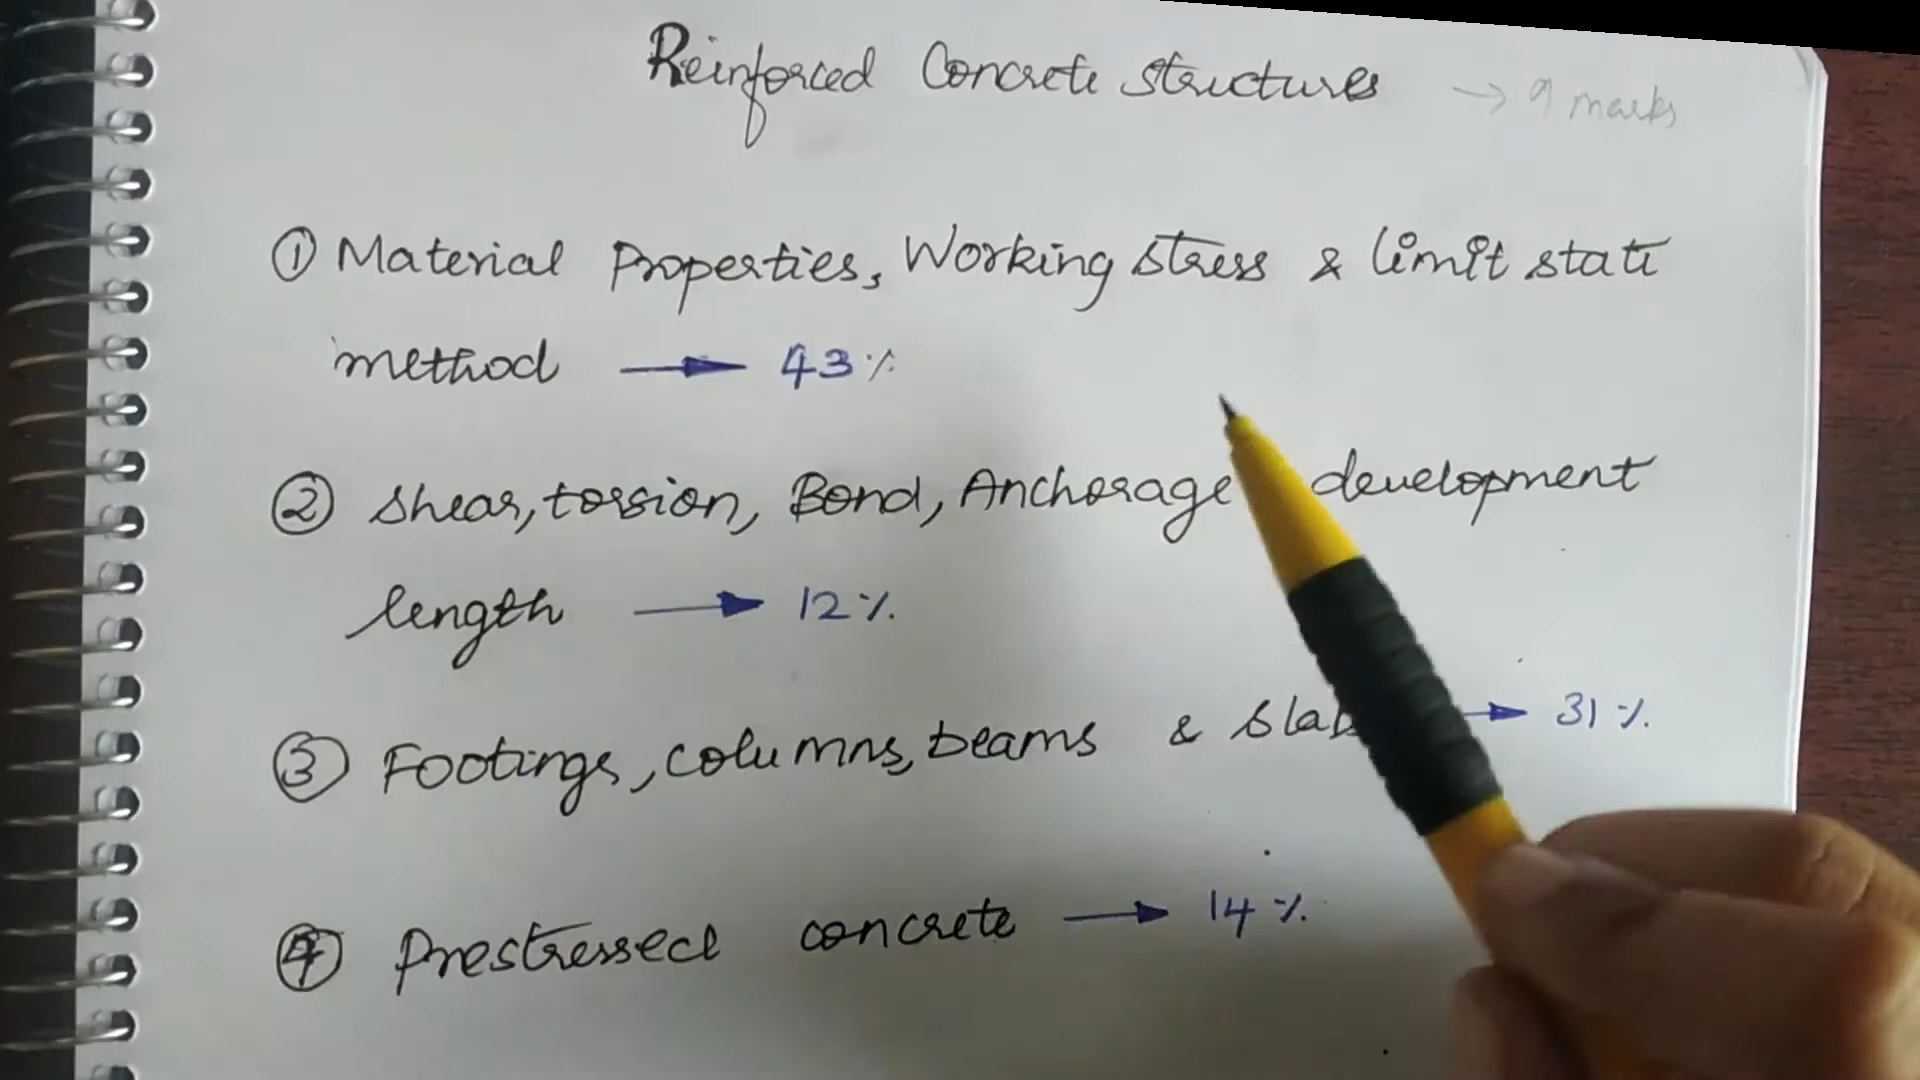 Reinforced Concrete structures → 9 marks
① Material Properties, Working stress & limit state
method → 43 %
② shear, torsion, Bond, Anchorage development
length → 12 %
③ Footings, columns, beams & slab → 31 %
④ Prestressed concrete → 14 %